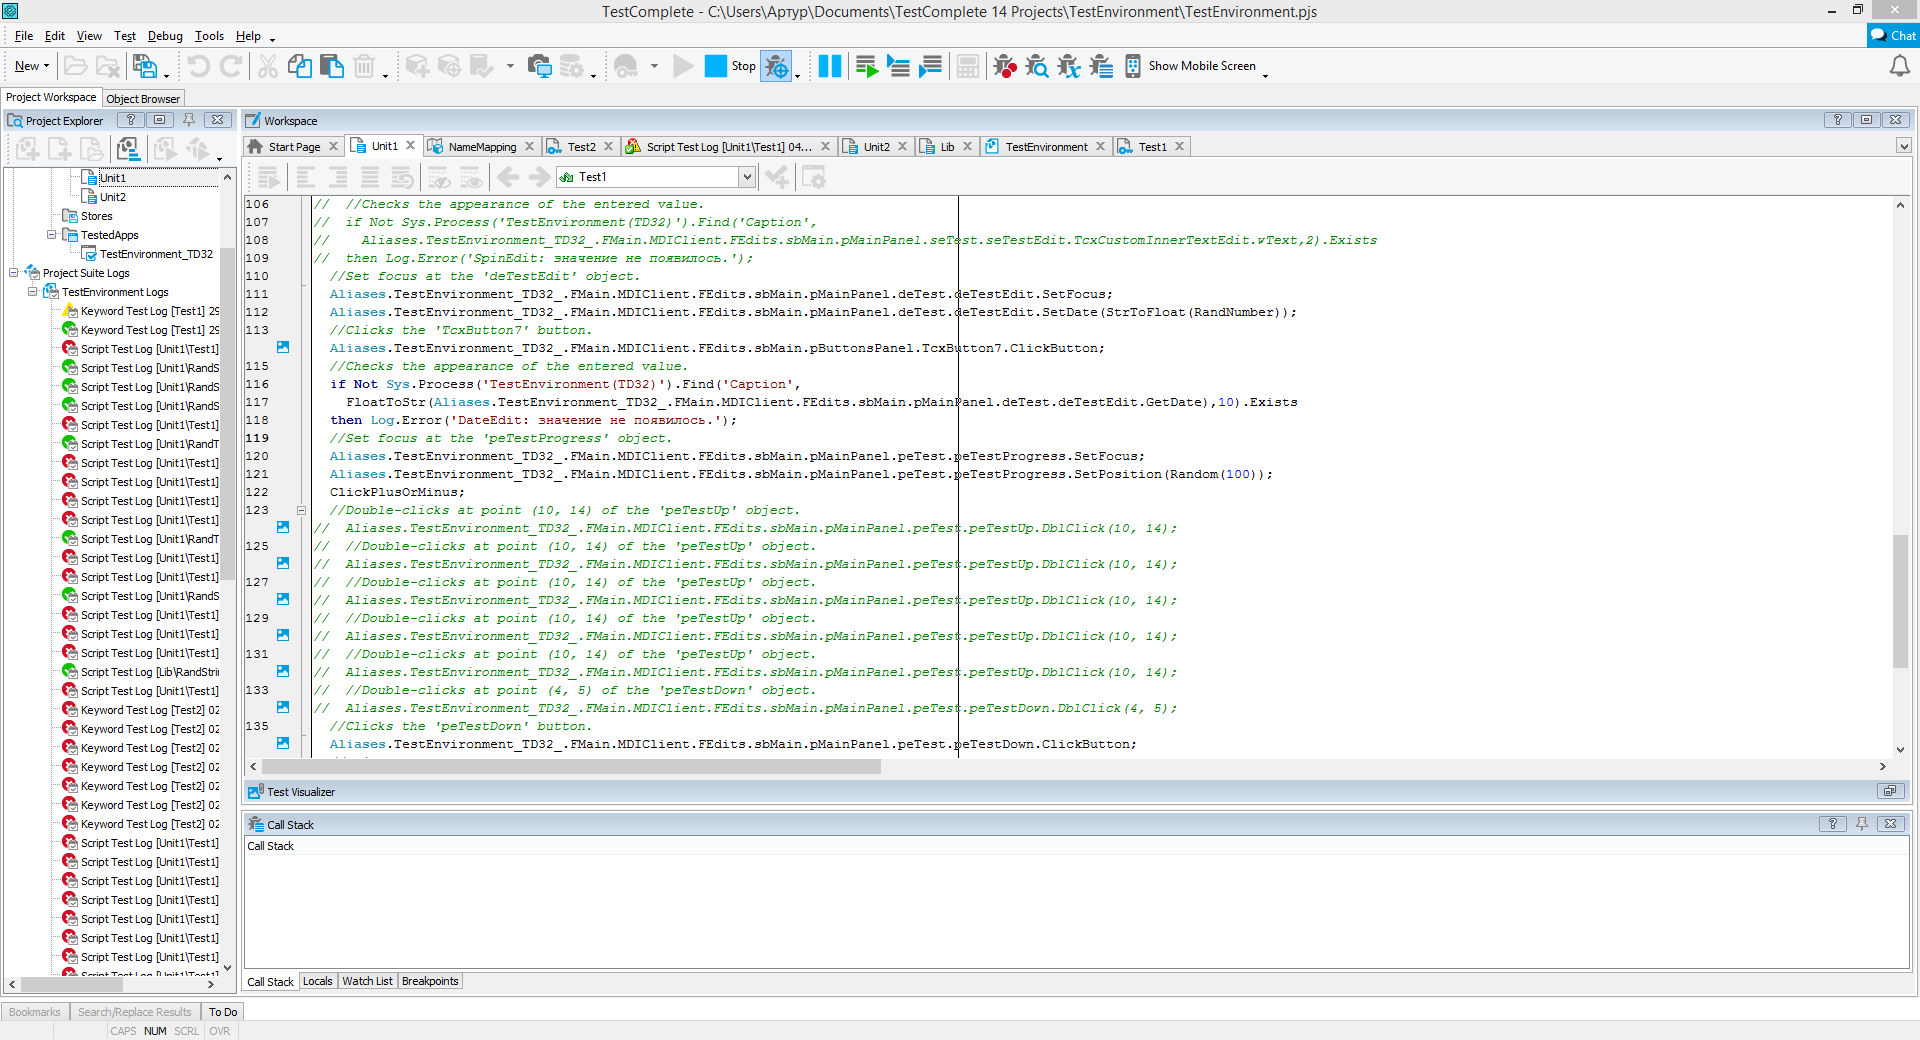 TestComplete - C:\Users\Артур\Documents\TestComplete 14 Projects\TestEnvironment\TestEnvironment.pjs
File Edit View Test Debug Tools Help
Chat
New Stop Show Mobile Screen
Project Workspace Object Browser
Project Explorer
Unit1
Unit2
Stores
TestedApps
TestEnvironment_TD32
Project Suite Logs
TestEnvironment Logs
Keyword Test Log [Test1] 29
Keyword Test Log [Test1] 29
Script Test Log [Unit1\Test1]
Script Test Log [Unit1\RandS
Script Test Log [Unit1\RandS
Script Test Log [Unit1\RandS
Script Test Log [Unit1\Test1]
Script Test Log [Unit1\RandT
Script Test Log [Unit1\Test1]
Script Test Log [Unit1\Test1]
Script Test Log [Unit1\Test1]
Script Test Log [Unit1\Test1]
Script Test Log [Unit1\RandT
Script Test Log [Unit1\Test1]
Script Test Log [Unit1\Test1]
Script Test Log [Unit1\RandS
Script Test Log [Unit1\Test1]
Script Test Log [Unit1\Test1]
Script Test Log [Unit1\Test1]
Script Test Log [Lib\RandStri
Script Test Log [Unit1\Test1]
Keyword Test Log [Test2] 02
Keyword Test Log [Test2] 02
Keyword Test Log [Test2] 02
Keyword Test Log [Test2] 02
Keyword Test Log [Test2] 02
Keyword Test Log [Test2] 02
Keyword Test Log [Test2] 02
Script Test Log [Unit1\Test1]
Script Test Log [Unit1\Test1]
Script Test Log [Unit1\Test1]
Script Test Log [Unit1\Test1]
Script Test Log [Unit1\Test1]
Script Test Log [Unit1\Test1]
Script Test Log [Unit1\Test1]
Script Test Log [Unit1\Test1]
Workspace
Start Page Unit1 NameMapping Test2 Script Test Log [Unit1\Test1] 04... Unit2 Lib TestEnvironment Test1
Test1
106 // //Checks the appearance of the entered value.
107 // if Not Sys.Process('TestEnvironment(TD32)').Find('Caption',
108 // Aliases.TestEnvironment_TD32_.FMain.MDIClient.FEdits.sbMain.pMainPanel.seTest.seTestEdit.TcxCustomInnerTextEdit.wText,2).Exists
109 // then Log.Error('SpinEdit: значение не появилось.');
110 //Set focus at the 'deTestEdit' object.
111 Aliases.TestEnvironment_TD32_.FMain.MDIClient.FEdits.sbMain.pMainPanel.deTest.deTestEdit.SetFocus;
112 Aliases.TestEnvironment_TD32_.FMain.MDIClient.FEdits.sbMain.pMainPanel.deTest.deTestEdit.SetDate(StrToFloat(RandNumber));
113 //Clicks the 'TcxButton7' button.
Aliases.TestEnvironment_TD32_.FMain.MDIClient.FEdits.sbMain.pButtonsPanel.TcxButton7.ClickButton;
115 //Checks the appearance of the entered value.
116 if Not Sys.Process('TestEnvironment(TD32)').Find('Caption',
117 FloatToStr(Aliases.TestEnvironment_TD32_.FMain.MDIClient.FEdits.sbMain.pMainPanel.deTest.deTestEdit.GetDate),10).Exists
118 then Log.Error('DateEdit: значение не появилось.');
119 //Set focus at the 'peTestProgress' object.
120 Aliases.TestEnvironment_TD32_.FMain.MDIClient.FEdits.sbMain.pMainPanel.peTest.peTestProgress.SetFocus;
121 Aliases.TestEnvironment_TD32_.FMain.MDIClient.FEdits.sbMain.pMainPanel.peTest.peTestProgress.SetPosition(Random(100));
122 ClickPlusOrMinus;
123 //Double-clicks at point (10, 14) of the 'peTestUp' object.
// Aliases.TestEnvironment_TD32_.FMain.MDIClient.FEdits.sbMain.pMainPanel.peTest.peTestUp.DblClick(10, 14);
125 // //Double-clicks at point (10, 14) of the 'peTestUp' object.
// Aliases.TestEnvironment_TD32_.FMain.MDIClient.FEdits.sbMain.pMainPanel.peTest.peTestUp.DblClick(10, 14);
127 // //Double-clicks at point (10, 14) of the 'peTestUp' object.
// Aliases.TestEnvironment_TD32_.FMain.MDIClient.FEdits.sbMain.pMainPanel.peTest.peTestUp.DblClick(10, 14);
129 // //Double-clicks at point (10, 14) of the 'peTestUp' object.
// Aliases.TestEnvironment_TD32_.FMain.MDIClient.FEdits.sbMain.pMainPanel.peTest.peTestUp.DblClick(10, 14);
131 // //Double-clicks at point (10, 14) of the 'peTestUp' object.
// Aliases.TestEnvironment_TD32_.FMain.MDIClient.FEdits.sbMain.pMainPanel.peTest.peTestUp.DblClick(10, 14);
133 // //Double-clicks at point (4, 5) of the 'peTestDown' object.
// Aliases.TestEnvironment_TD32_.FMain.MDIClient.FEdits.sbMain.pMainPanel.peTest.peTestDown.DblClick(4, 5);
135 //Clicks the 'peTestDown' button.
Aliases.TestEnvironment_TD32_.FMain.MDIClient.FEdits.sbMain.pMainPanel.peTest.peTestDown.ClickButton;
Test Visualizer
Call Stack
Call Stack
Call Stack Locals Watch List Breakpoints
Bookmarks Search/Replace Results To Do
CAPS NUM SCRL OVR